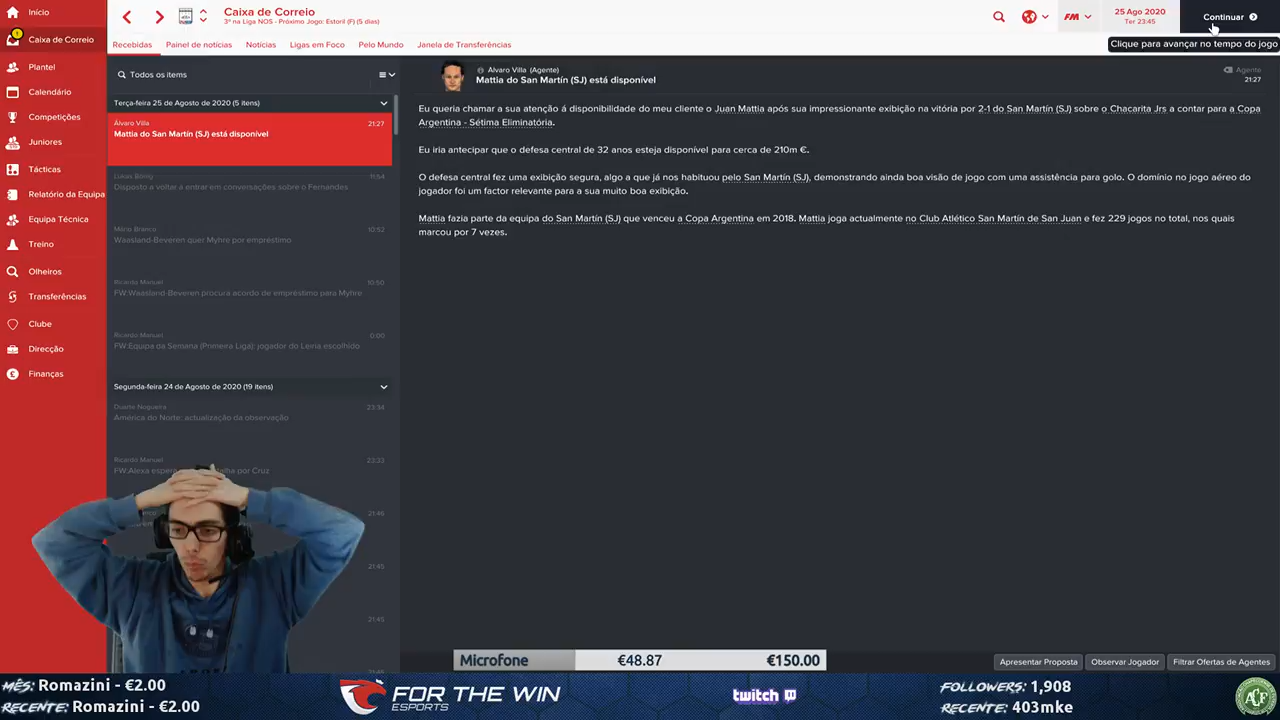 Início
Caixa de Correio
Plantel
Calendário
Competições
Juniores
Tácticas
Relatório da Equipa
Equipa Técnica
Treino
Olheiros
Transferências
Clube
Direcção
Finanças
Caixa de Correio
3º na Liga NOS - Próximo Jogo: Estoril (F) (5 dias)
FM
25 Ago 2020
Ter 23:45
Continuar
Clique para avançar no tempo do jogo
Recebidas Painel de notícias Notícias Ligas em Foco Pelo Mundo Janela de Transferências
Todos os items
Terça-feira 25 de Agosto de 2020 (5 itens)
Álvaro Villa 21:27
Mattia do San Martín (SJ) está disponível
Lukas Böölig 11:54
Disposto a voltar a entrar em conversações sobre o Fernandes
Mário Branco 10:52
Waasland-Beveren quer Myhre por empréstimo
Ricardo Manuel 10:50
FW:Waasland-Beveren procura acordo de empréstimo para Myhre
Ricardo Manuel 0:00
FW:Equipa da Semana (Primeira Liga): jogador do Leiria escolhido
Segunda-feira 24 de Agosto de 2020 (19 itens)
Duarte Nogueira 23:34
América do Norte: actualização da observação
Ricardo Manuel 23:33
FW:Alexa espera
por Cruz
21:46
21:45
21:45
Álvaro Villa (Agente)
Mattia do San Martín (SJ) está disponível
Agente
21:27
Eu queria chamar a sua atenção á disponibilidade do meu cliente o Juan Mattia após sua impressionante exibição na vitória por 2-1 do San Martín (SJ) sobre o Chacarita Jrs a contar para a Copa
Argentina - Sétima Eliminatória.
Eu iria antecipar que o defesa central de 32 anos esteja disponível para cerca de 210m €.
O defesa central fez uma exibição segura, algo a que já nos habituou pelo San Martín (SJ), demonstrando ainda boa visão de jogo com uma assistência para golo. O domínio no jogo aéreo do
jogador foi um factor relevante para a sua muito boa exibição.
Mattia fazia parte da equipa do San Martín (SJ) que venceu a Copa Argentina em 2018. Mattia joga actualmente no Club Atlético San Martín de San Juan e fez 229 jogos no total, nos quais
marcou por 7 vezes.
Microfone €48.87 €150.00
Apresentar Proposta Observar Jogador Filtrar Ofertas de Agentes
MÊS: Romazini - €2.00
RECENTE: Romazini - €2.00
FOR THE WIN
ESPORTS
twitch
FOLLOWERS: 1,908
RECENTE: 403mke